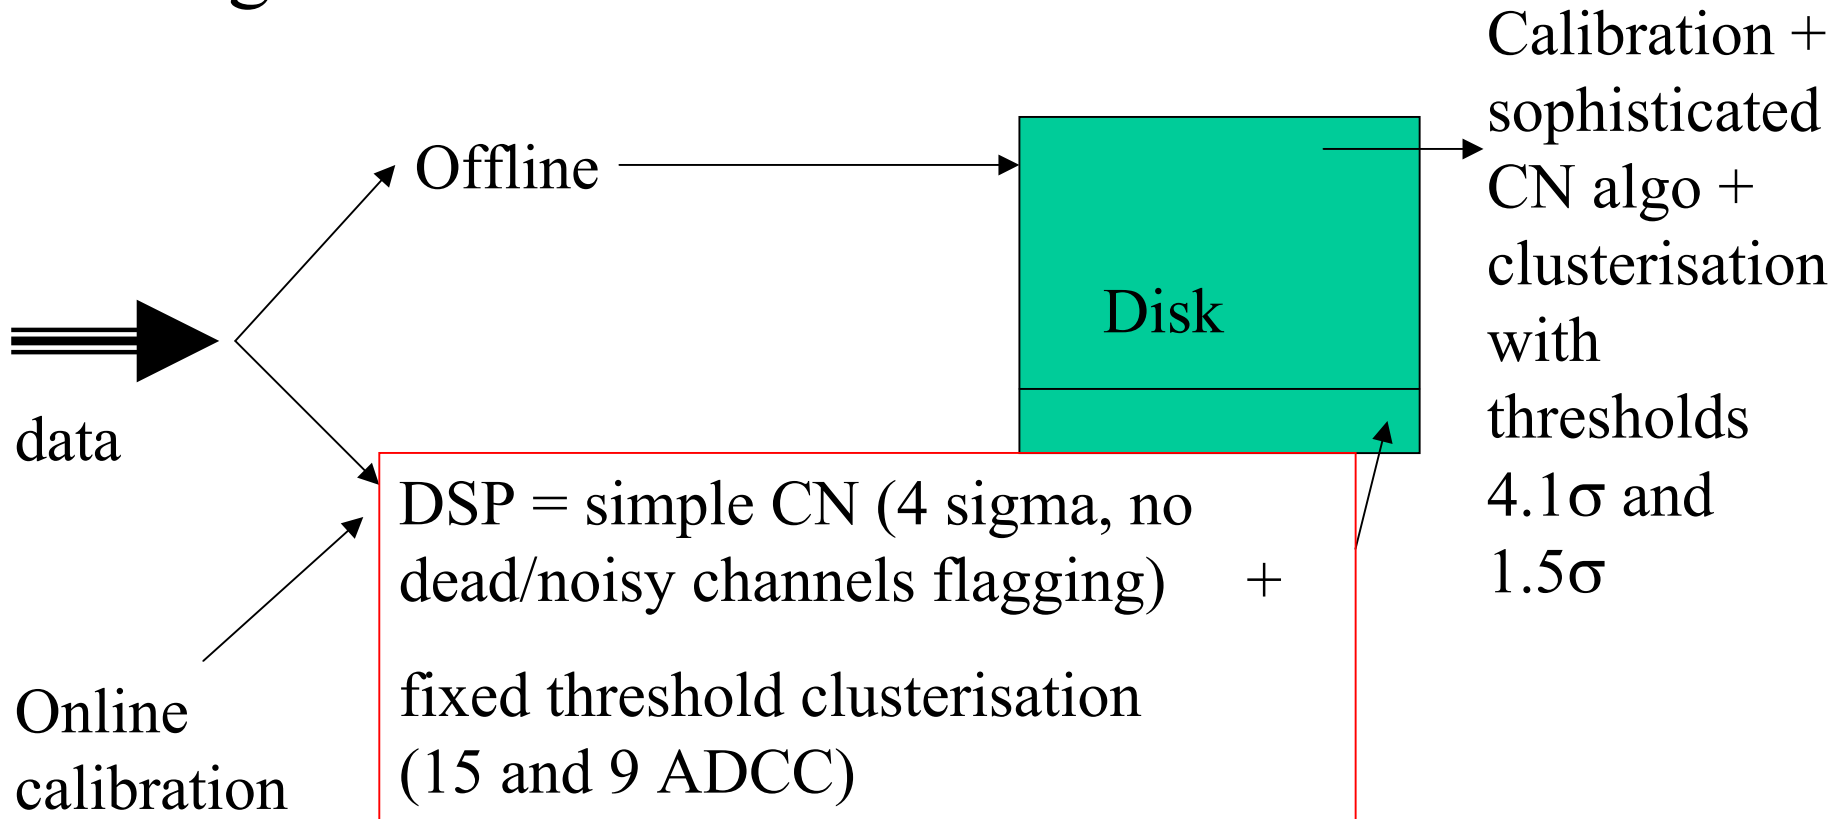 Offline
Disk
data
Calibration +
sophisticated
CN algo +
clusterisation
with
thresholds
4.1σ and
1.5σ
DSP = simple CN (4 sigma, no
dead/noisy channels flagging) +
fixed threshold clusterisation
(15 and 9 ADCC)
Online
calibration